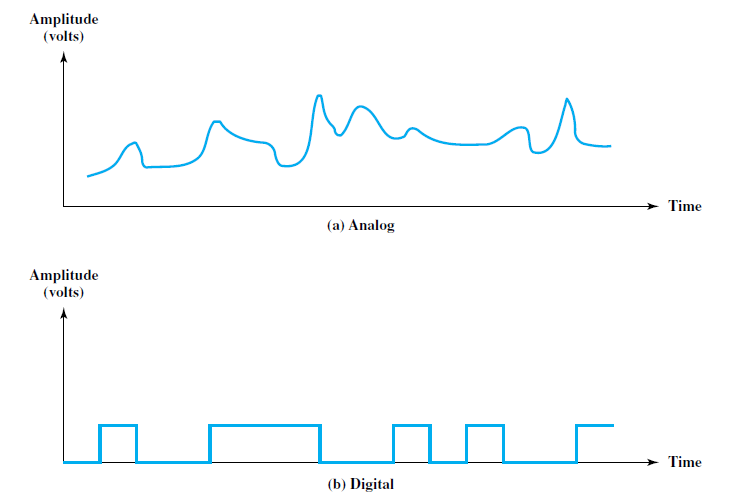 Amplitude
(volts)
Time
(a) Analog
Amplitude
(volts)
Time
(b) Digital